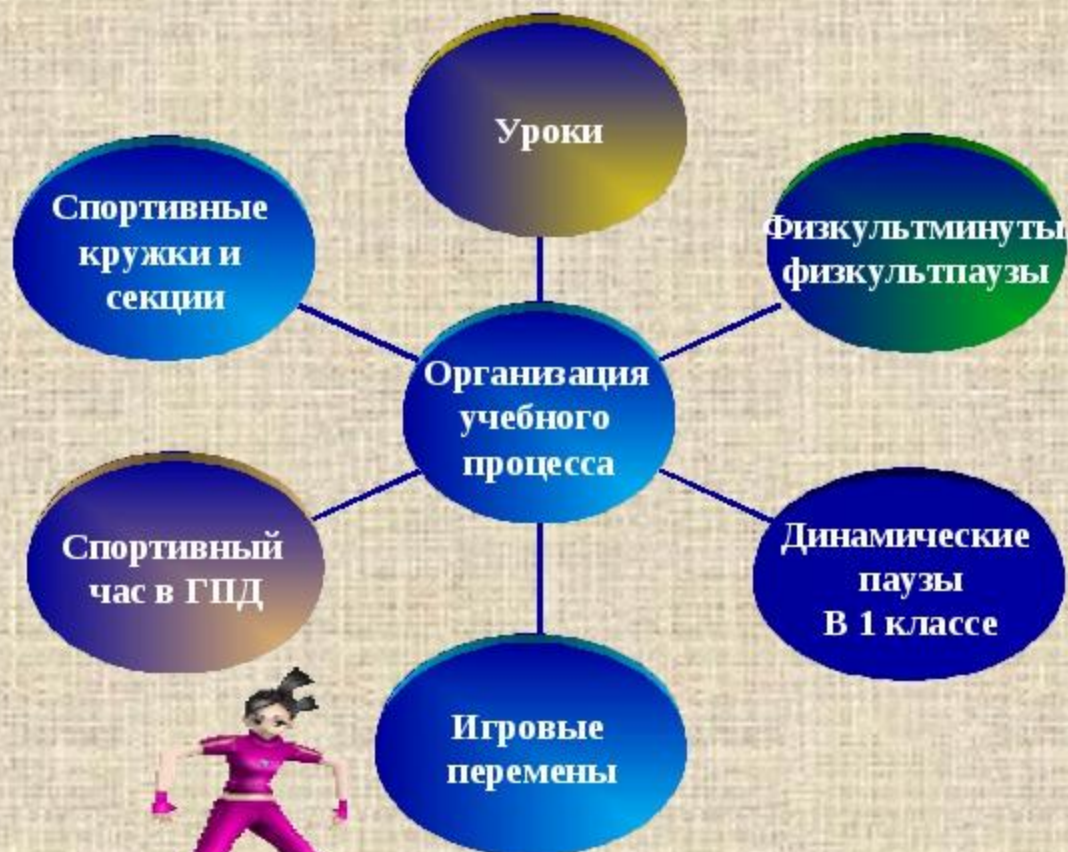 Уроки
Спортивные
кружки и
секции
Физкультминуты
физкультпаузы
Организация
учебного
процесса
Спортивный
час в ГПД
Динамические
паузы
В 1 классе
Игровые
перемены